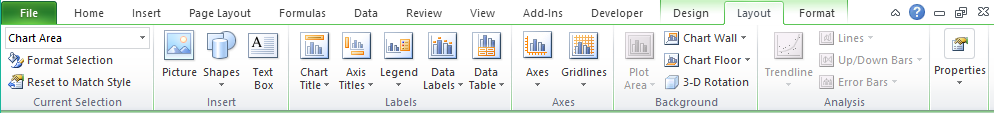 File Home Insert Page Layout Formulas Data Review View Add-Ins Developer Design Layout Format
Chart Area
Format Selection
Reset to Match Style
Current Selection
Picture
Shapes
Text
Box
Insert
Chart
Title
Axis
Titles
Legend
Data
Labels
Data
Table
Labels
Axes
Gridlines
Axes
Plot
Area
Chart Wall
Chart Floor
3-D Rotation
Background
Trendline
Lines
Up/Down Bars
Error Bars
Analysis
Properties